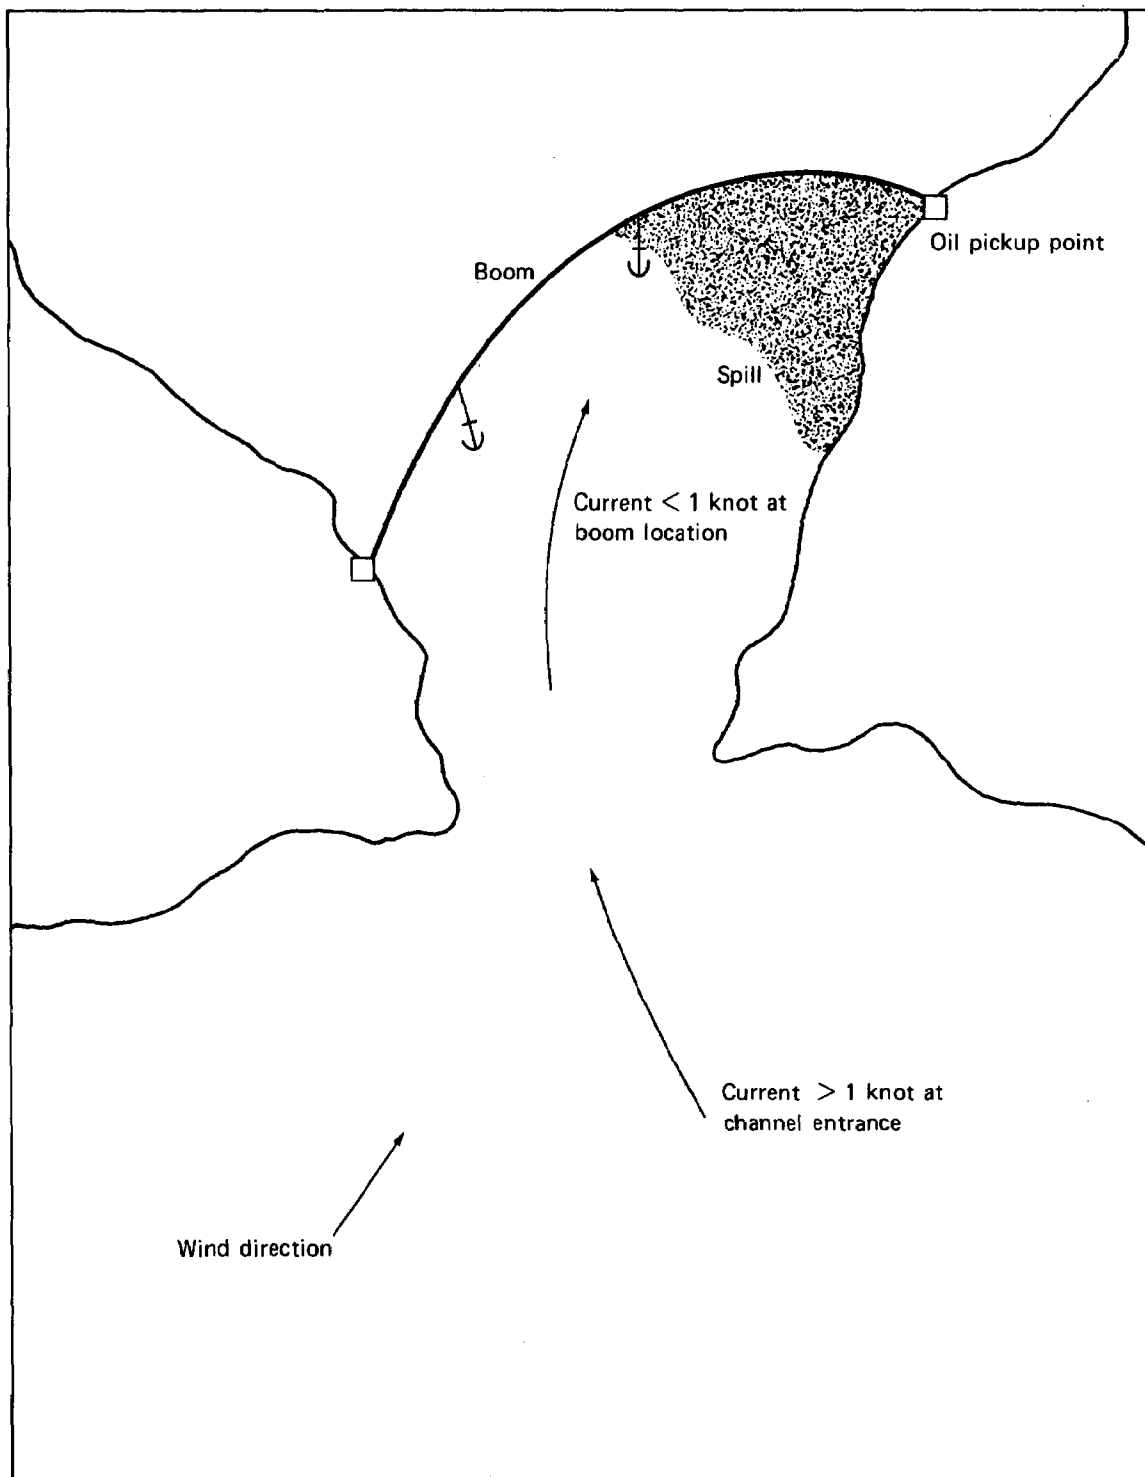 Oil pickup point
Boom
Spill
Current < 1 knot at
boom location
Current > 1 knot at
channel entrance
Wind direction